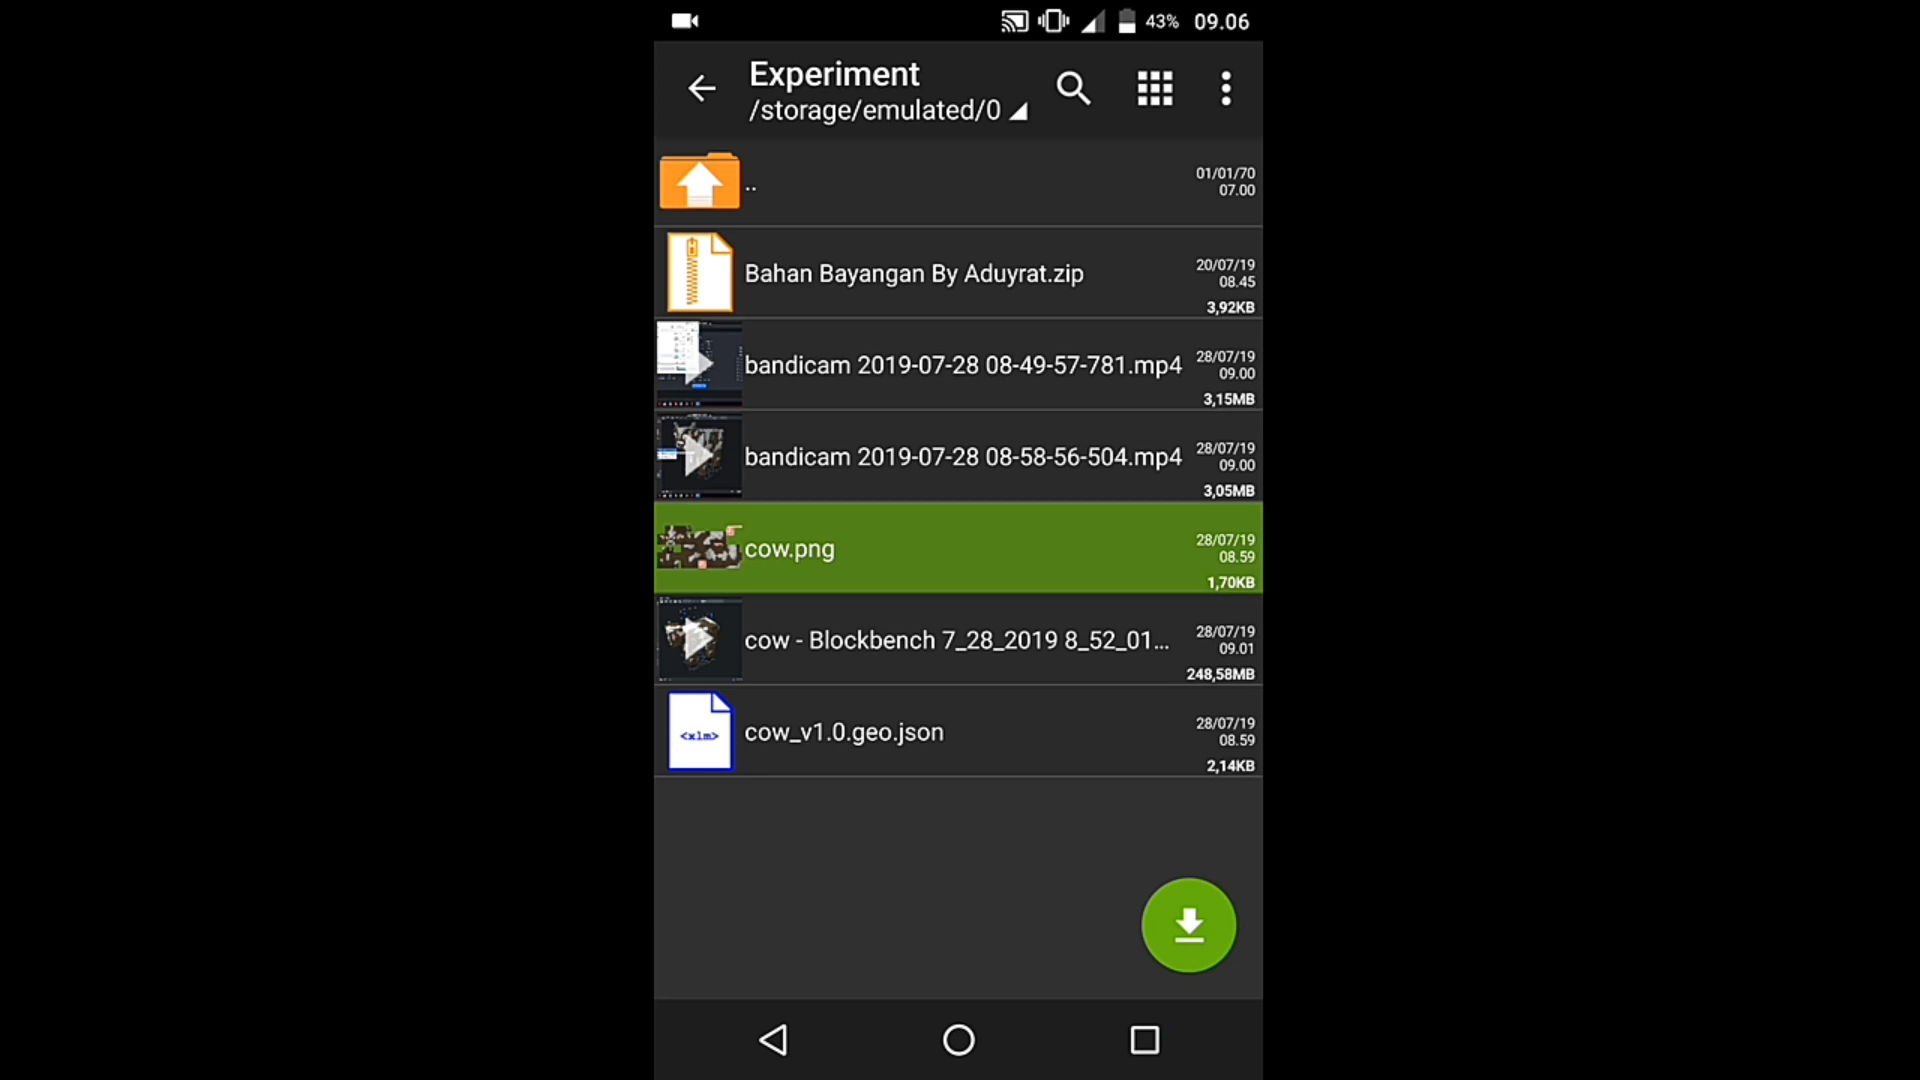 43% 09.06
Experiment
/storage/emulated/0
..
01/01/70
07.00
Bahan Bayangan By Aduyrat.zip
20/07/19
08.45
3,92KB
bandicam 2019-07-28 08-49-57-781.mp4
28/07/19
09.00
3,15MB
bandicam 2019-07-28 08-58-56-504.mp4
28/07/19
09.00
3,05MB
cow.png
28/07/19
08.59
1,70KB
cow - Blockbench 7_28_2019 8_52_01...
28/07/19
09.01
248,58MB
<xlm>
cow_v1.0.geo.json
28/07/19
08.59
2,14KB